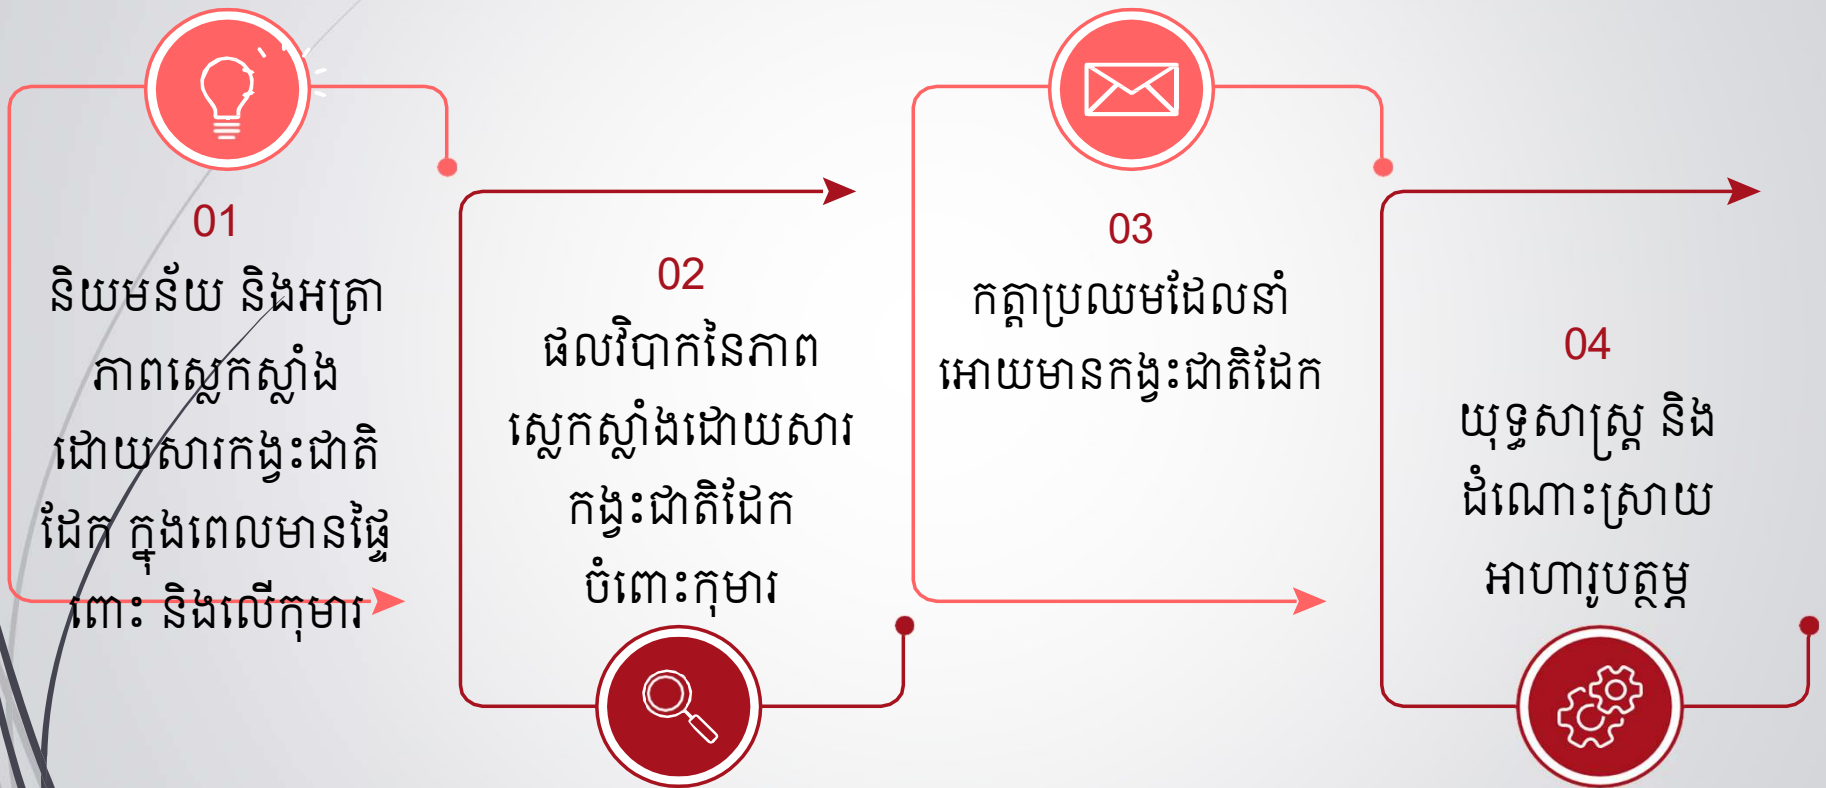 01
និយមន័យ និងអត្រា
ភាពស្លេកស្លាំង
ដោយសារកង្វះជាតិ
ដែក ក្នុងពេលមានផ្ទៃ
ពោះ និងលើកុមារ
02
ផលវិបាកនៃភាព
ស្លេកស្លាំងដោយសារ
កង្វះជាតិដែក
ចំពោះកុមារ
03
កត្តាប្រឈមដែលនាំ
អោយមានកង្វះជាតិដែក
04
យុទ្ធសាស្ត្រ និង
ដំណោះស្រាយ
អាហារូបត្ថម្ភ